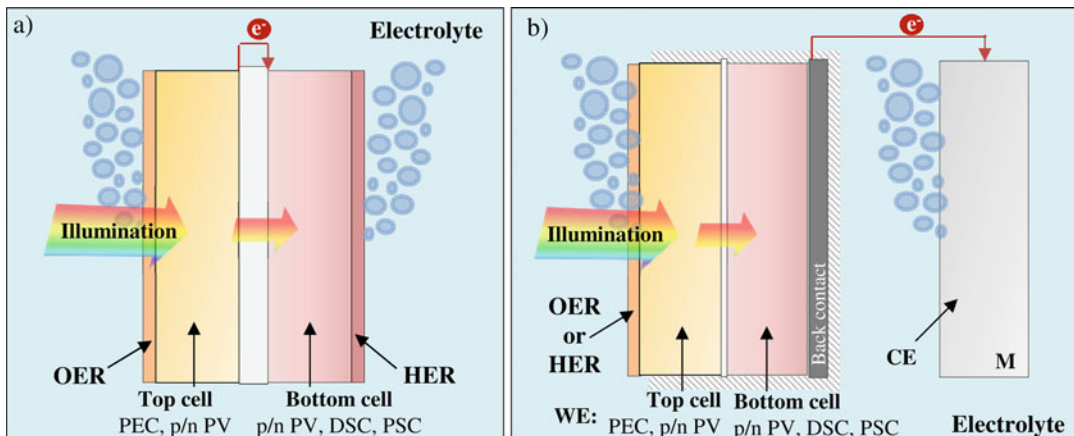 a)
e-
Electrolyte
Illumination
OER
HER
Top cell
PEC, p/n PV
Bottom cell
p/n PV, DSC, PSC
b)
e-
Illumination
Back contact
OER
or
HER
CE
M
WE:
Top cell
PEC, p/n PV
Bottom cell
p/n PV, DSC, PSC
Electrolyte